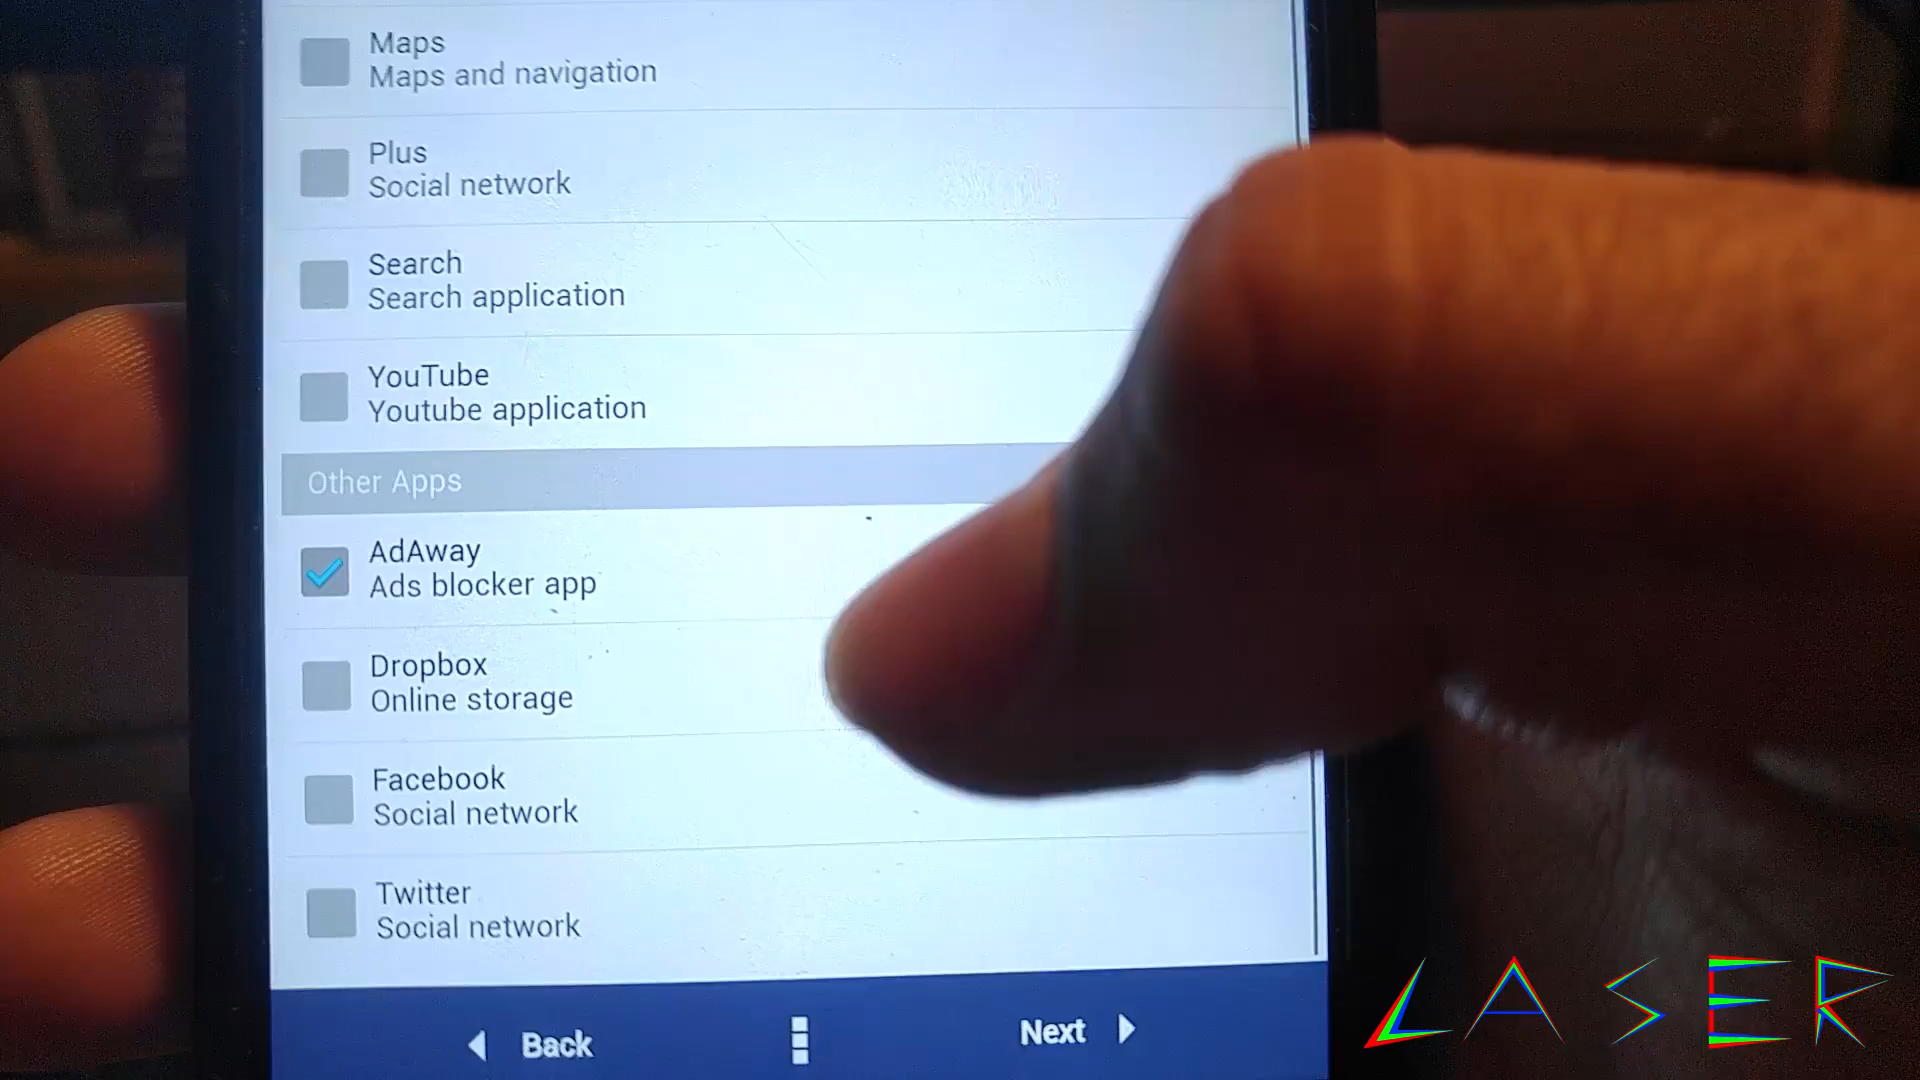 Maps
Maps and navigation
Plus
Social network
Search
Search application
YouTube
Youtube application
Other Apps
AdAway
Ads blocker app
Dropbox
Online storage
Facebook
Social network
Twitter
Social network
Back
Next
LASER